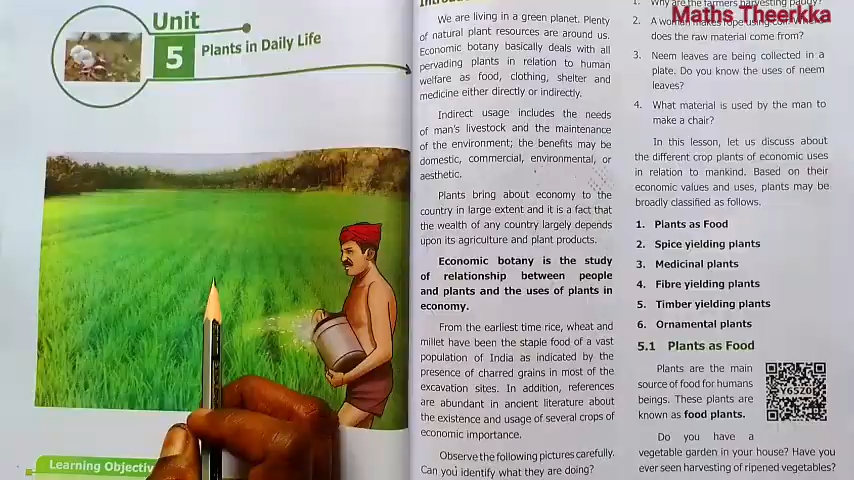 Unit
5
Plants in Daily Life
Learning Objectiv
We are living in a green planet. Plenty
of natural plant resources are around us.
Economic botany basically deals with all
pervading plants in relation to human
welfare as food, clothing, shelter and
medicine either directly or indirectly.
Indirect usage includes the needs
of man's livestock and the maintenance
of the environment; the benefits may be
domestic, commercial, environmental, or
aesthetic.
Plants bring about economy to the
country in large extent and it is a fact that
the wealth of any country largely depends
upon its agriculture and plant products.
Economic botany is the study
of relationship between people
and plants and the uses of plants in
economy.
From the earliest time rice, wheat and
millet have been the staple food of a vast
population of India as indicated by the
presence of charred grains in most of the
excavation sites. In addition, references
are abundant in ancient literature about
the existence and usage of several crops of
economic importance.
Observe the following pictures carefully.
Can you identify what they are doing?
Maths Theerkka
1. Why are the farmers harvesting paddy?
2. A woman makes rope using coir. Where
does the raw material come from?
3. Neem leaves are being collected in a
plate. Do you know the uses of neem
leaves?
4. What material is used by the man to
make a chair?
In this lesson, let us discuss about
the different crop plants of economic uses
in relation to mankind. Based on their
economic values and uses, plants may be
broadly classified as follows.
1. Plants as Food
2. Spice yielding plants
3. Medicinal plants
4. Fibre yielding plants
5. Timber yielding plants
6. Ornamental plants
5.1 Plants as Food
Plants are the main
source of food for humans
beings. These plants are
known as food plants.
Y6SZ0J
Do you have a
vegetable garden in your house? Have you
ever seen harvesting of ripened vegetables?